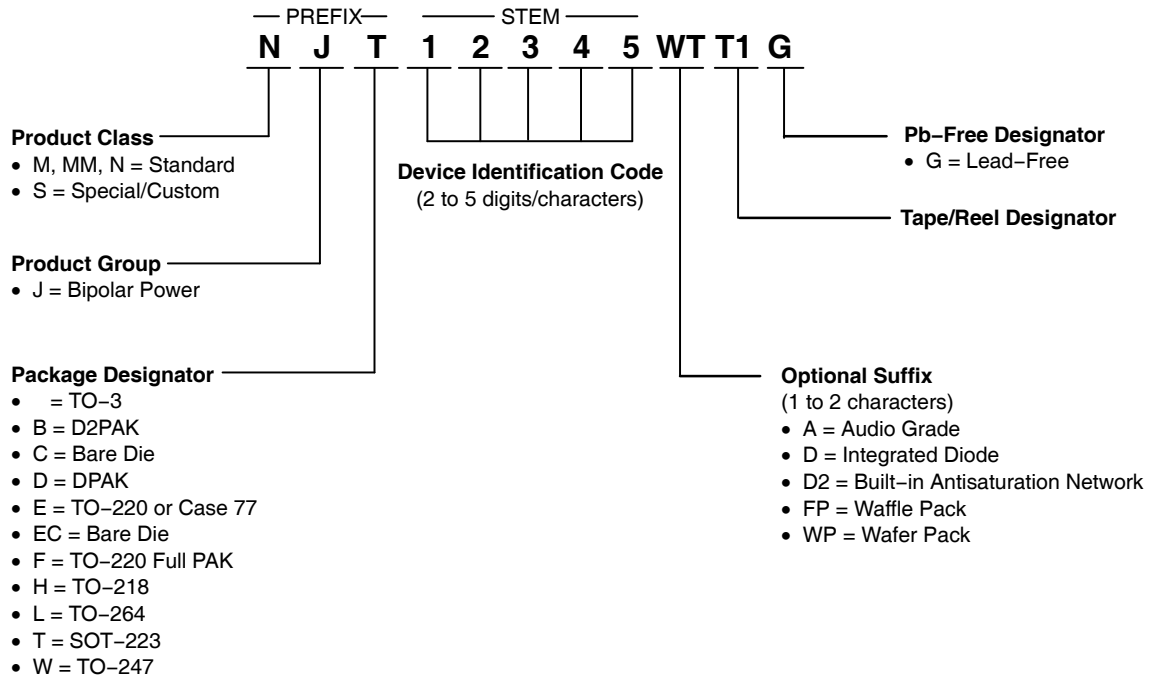 PREFIX STEM
N J T 1 2 3 4 5 WT T1 G
Product Class
• M, MM, N = Standard
• S = Special/Custom
Product Group
• J = Bipolar Power
Package Designator
• = TO−3
• B = D2PAK
• C = Bare Die
• D = DPAK
• E = TO−220 or Case 77
• EC = Bare Die
• F = TO−220 Full PAK
• H = TO−218
• L = TO−264
• T = SOT−223
• W = TO−247
Device Identification Code
(2 to 5 digits/characters)
Pb−Free Designator
• G = Lead−Free
Tape/Reel Designator
Optional Suffix
(1 to 2 characters)
• A = Audio Grade
• D = Integrated Diode
• D2 = Built−in Antisaturation Network
• FP = Waffle Pack
• WP = Wafer Pack